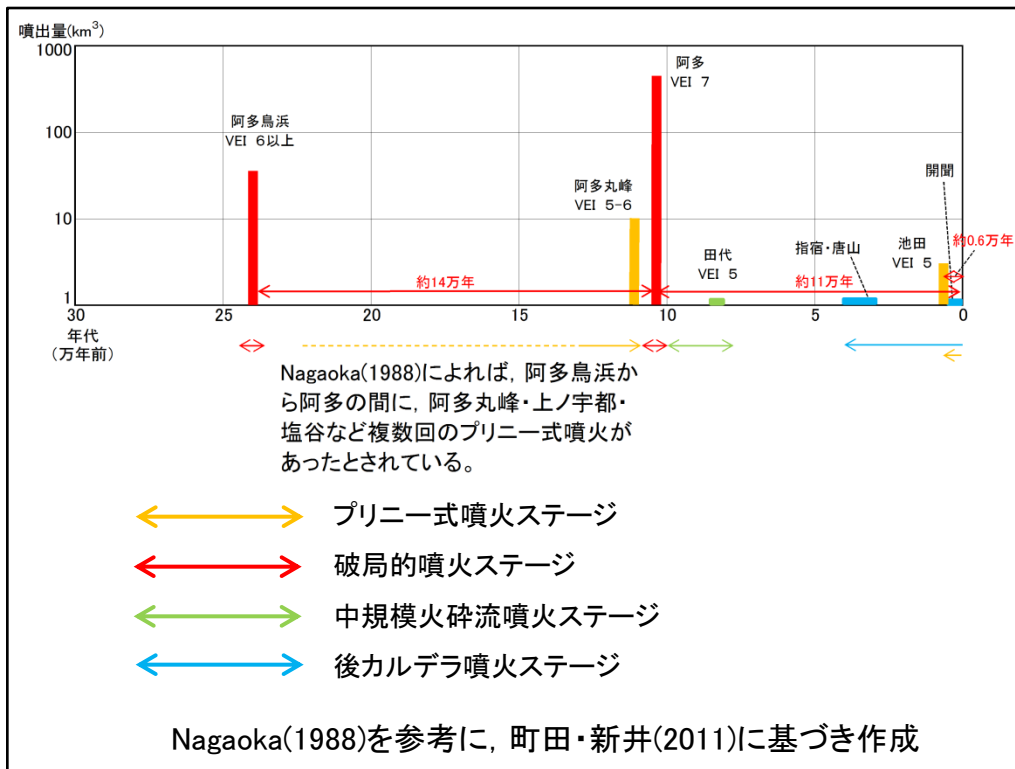 噴出量(km³)
1000
100
10
1
阿多鳥浜
VEI 6以上
阿多丸峰
VEI 5-6
阿多
VEI 7
田代
VEI 5
指宿・唐山
池田
VEI 5
開聞
約0.6万年
約14万年
約11万年
30
25
20
15
10
5
0
年代
(万年前)
Nagaoka(1988)によれば，阿多鳥浜か
ら阿多の間に，阿多丸峰・上ノ宇都・
塩谷など複数回のプリニー式噴火が
あったとされている。
プリニー式噴火ステージ
破局的噴火ステージ
中規模火砕流噴火ステージ
後カルデラ噴火ステージ
Nagaoka(1988)を参考に，町田・新井(2011)に基づき作成